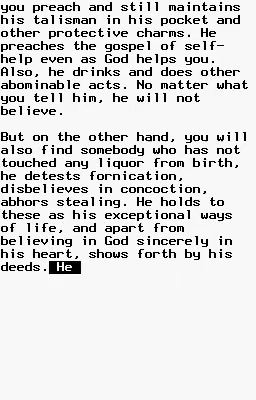 you preach and still maintains
his talisman in his pocket and
other protective charms. He
preaches the gospel of self-
help even as God helps you.
Also, he drinks and does other
abominable acts. No matter what
you tell him, he will not
believe.
But on the other hand, you will
also find somebody who has not
touched any liquor from birth,
he detests fornication,
disbelieves in concoction,
abhors stealing. He holds to
these as his exceptional ways
of life, and apart from
believing in God sincerely in
his heart, shows forth by his
deeds. He